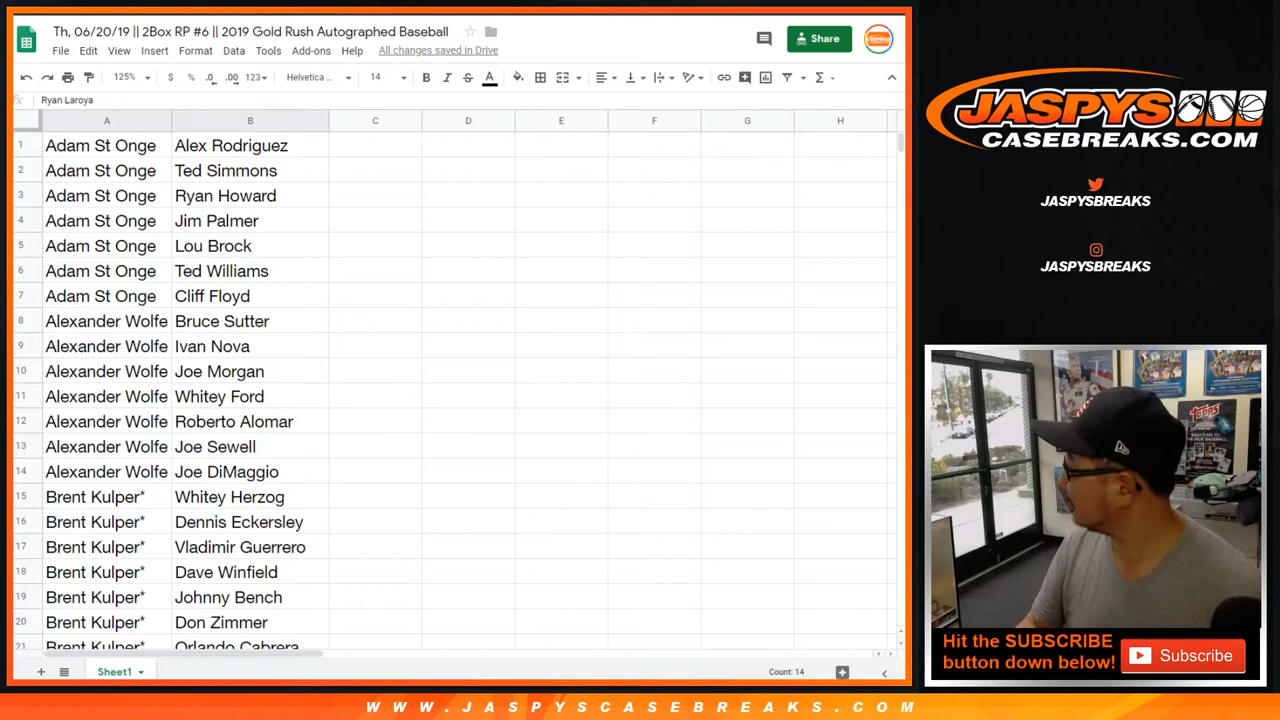 Th, 06/20/19 || 2Box RP #6 || 2019 Gold Rush Autographed Baseball
File Edit View Insert Format Data Tools Add-ons Help All changes saved in Drive
Share
125% $ % .0 .00 123 Helvetica ... 14 B I S A
fx Ryan Laroya
A B C D E F G H
1 Adam St Onge Alex Rodriguez
2 Adam St Onge Ted Simmons
3 Adam St Onge Ryan Howard
4 Adam St Onge Jim Palmer
5 Adam St Onge Lou Brock
6 Adam St Onge Ted Williams
7 Adam St Onge Cliff Floyd
8 Alexander Wolfe Bruce Sutter
9 Alexander Wolfe Ivan Nova
10 Alexander Wolfe Joe Morgan
11 Alexander Wolfe Whitey Ford
12 Alexander Wolfe Roberto Alomar
13 Alexander Wolfe Joe Sewell
14 Alexander Wolfe Joe DiMaggio
15 Brent Kulper* Whitey Herzog
16 Brent Kulper* Dennis Eckersley
17 Brent Kulper* Vladimir Guerrero
18 Brent Kulper* Dave Winfield
19 Brent Kulper* Johnny Bench
20 Brent Kulper* Don Zimmer
21 Brent Kulper* Orlando Cabrera
Sheet1
Count: 14
JASPYS
CASEBREAKS.COM
JASPYSBREAKS
JASPYSBREAKS
Topps
Hit the SUBSCRIBE
button down below!
Subscribe
WWW.JASPYSCASEBREAKS.COM